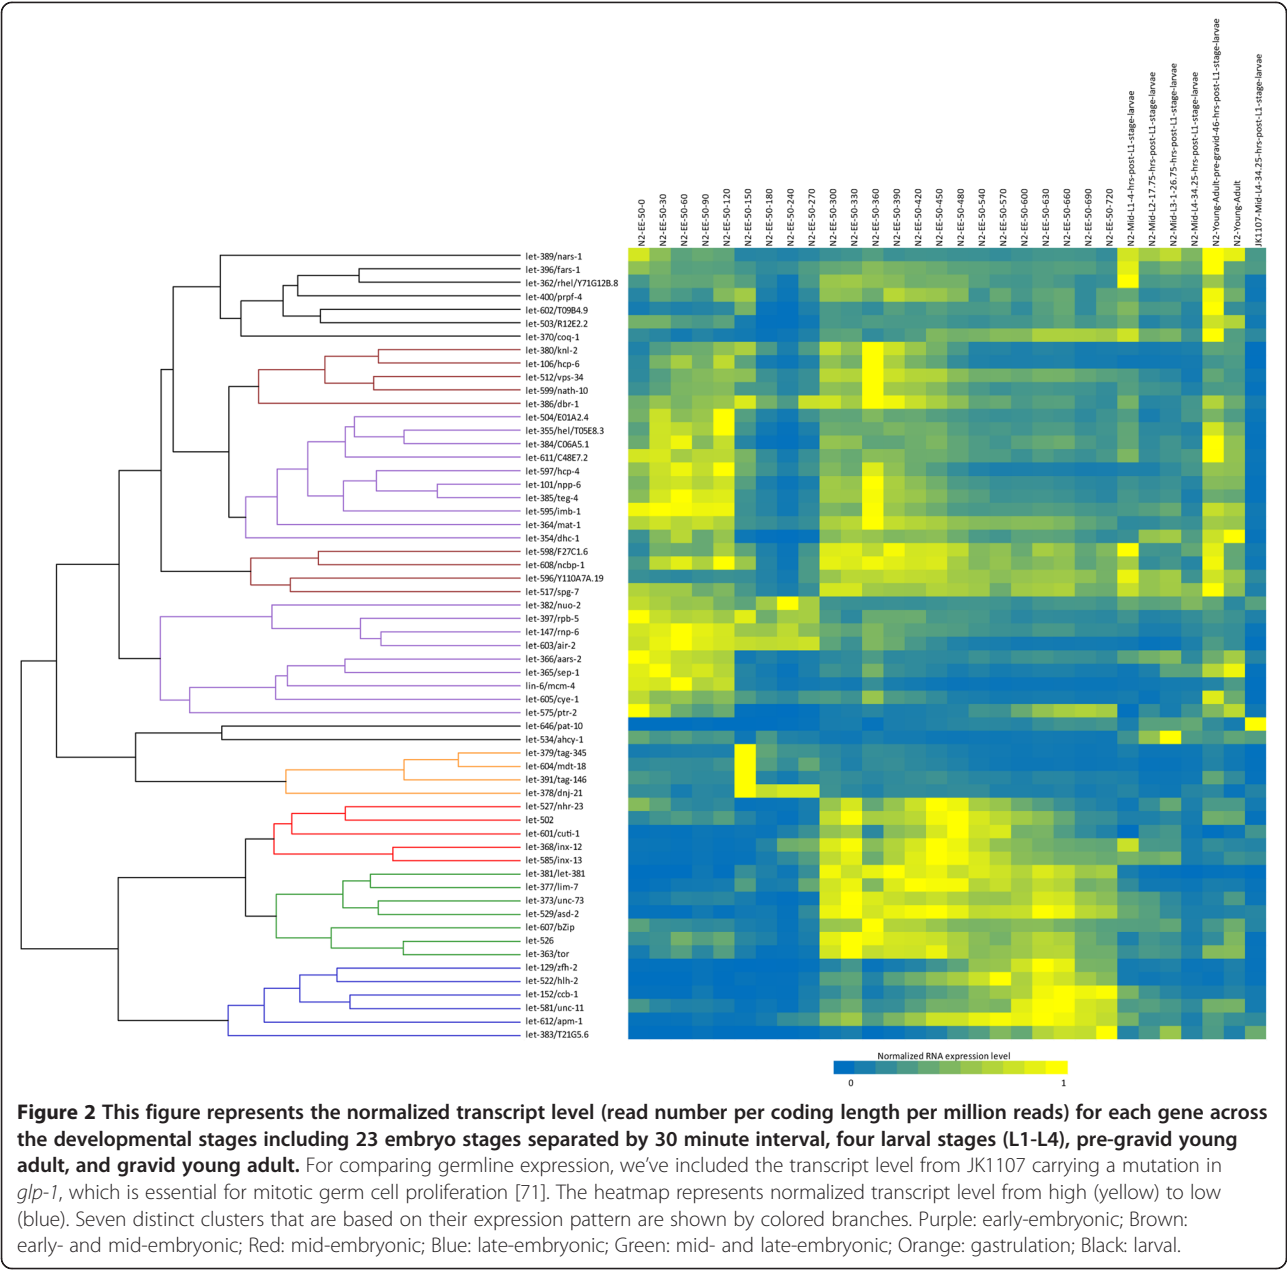 N2-EE-50-0
N2-EE-50-30
N2-EE-50-60
N2-EE-50-90
N2-EE-50-120
N2-EE-50-150
N2-EE-50-180
N2-EE-50-240
N2-EE-50-270
N2-EE-50-300
N2-EE-50-330
N2-EE-50-360
N2-EE-50-390
N2-EE-50-420
N2-EE-50-450
N2-EE-50-480
N2-EE-50-540
N2-EE-50-570
N2-EE-50-600
N2-EE-50-630
N2-EE-50-660
N2-EE-50-690
N2-EE-50-720
N2-Mid-L1-4-hrs-post-L1-stage-larvae
N2-Mid-L2-17.75-hrs-post-L1-stage-larvae
N2-Mid-L3-1-26.75-hrs-post-L1-stage-larvae
N2-Mid-L4-34.25-hrs-post-L1-stage-larvae
N2-Young-Adult-pre-gravid-46-hrs-post-L1-stage-larvae
N2-Young-Adult
JK1107-Mid-L4-34.25-hrs-post-L1-stage-larvae
let-389/nars-1
let-396/fars-1
let-362/rhel/Y71G12B.8
let-400/prpf-4
let-602/T09B4.9
let-503/R12E2.2
let-370/coq-1
let-380/knl-2
let-106/hcp-6
let-512/vps-34
let-599/nath-10
let-386/dbr-1
let-504/E01A2.4
let-355/hel/T05E8.3
let-384/C06A5.1
let-611/C48E7.2
let-597/hcp-4
let-101/npp-6
let-385/teg-4
let-595/imb-1
let-364/mat-1
let-354/dhc-1
let-598/F27C1.6
let-608/ncbp-1
let-596/Y110A7A.19
let-517/spg-7
let-382/nuo-2
let-397/rpb-5
let-147/rnp-6
let-603/air-2
let-366/aars-2
let-365/sep-1
lin-6/mcm-4
let-605/cye-1
let-575/ptr-2
let-646/pat-10
let-534/ahcy-1
let-379/tag-345
let-604/mdt-18
let-391/tag-146
let-378/dnj-21
let-527/nhr-23
let-502
let-601/cuti-1
let-368/inx-12
let-585/inx-13
let-381/let-381
let-377/lim-7
let-373/unc-73
let-529/asd-2
let-607/bZip
let-526
let-363/tor
let-129/zfh-2
let-522/hlh-2
let-152/ccb-1
let-581/unc-11
let-612/apm-1
let-383/T21G5.6
Normalized RNA expression level
0 1
Figure 2 This figure represents the normalized transcript level (read number per coding length per million reads) for each gene across
the developmental stages including 23 embryo stages separated by 30 minute interval, four larval stages (L1-L4), pre-gravid young
adult, and gravid young adult. For comparing germline expression, we've included the transcript level from JK1107 carrying a mutation in
glp-1, which is essential for mitotic germ cell proliferation [71]. The heatmap represents normalized transcript level from high (yellow) to low
(blue). Seven distinct clusters that are based on their expression pattern are shown by colored branches. Purple: early-embryonic; Brown:
early- and mid-embryonic; Red: mid-embryonic; Blue: late-embryonic; Green: mid- and late-embryonic; Orange: gastrulation; Black: larval.